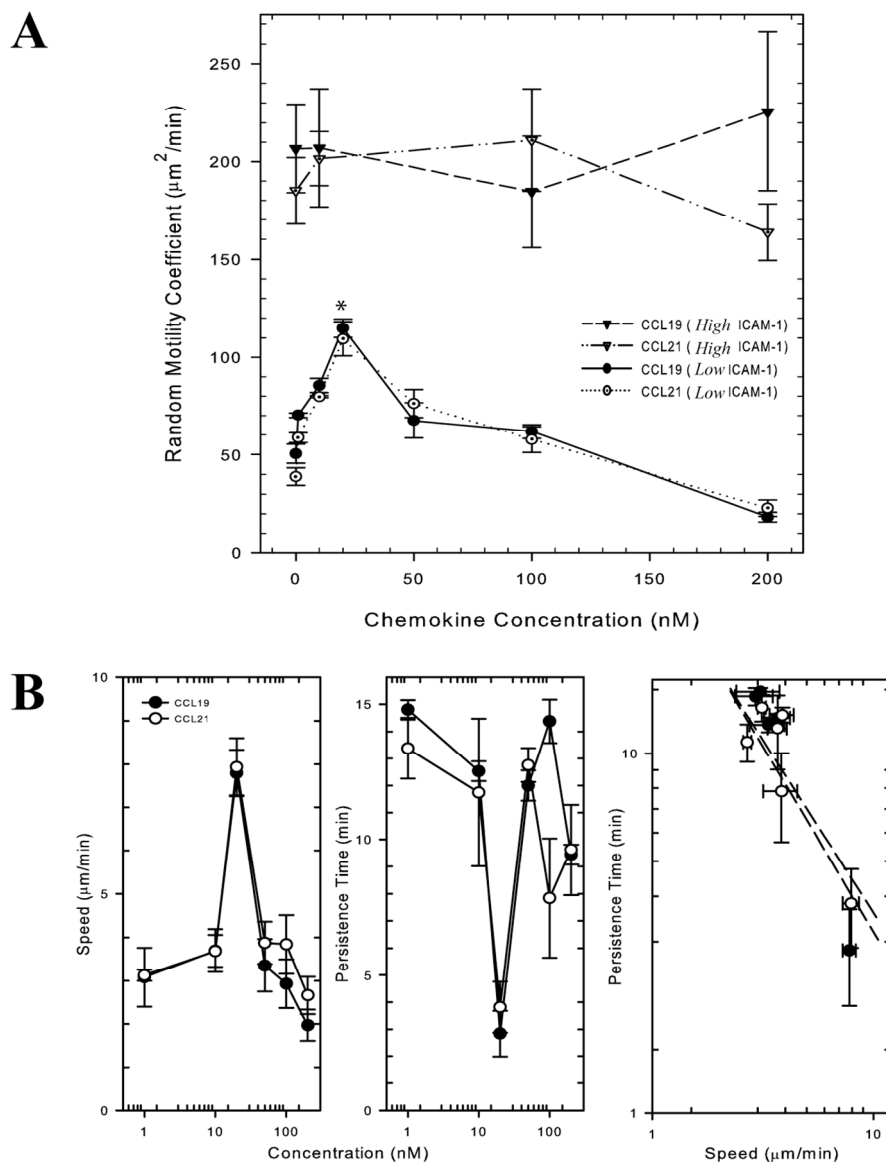 A
Random Motility Coefficient (μm²/min)
250
200
150
100
50
0
*
CCL19 ( High ICAM-1)
CCL21 ( High ICAM-1)
CCL19 ( Low ICAM-1)
CCL21 ( Low ICAM-1)
0 50 100 150 200
Chemokine Concentration (nM)
B
Speed (μm/min)
10
5
0
CCL19
CCL21
1 10 100
Persistence Time (min)
15
10
5
0
1 10 100
Concentration (nM)
Persistence Time (min)
10
1
1 10
Speed (μm/min)